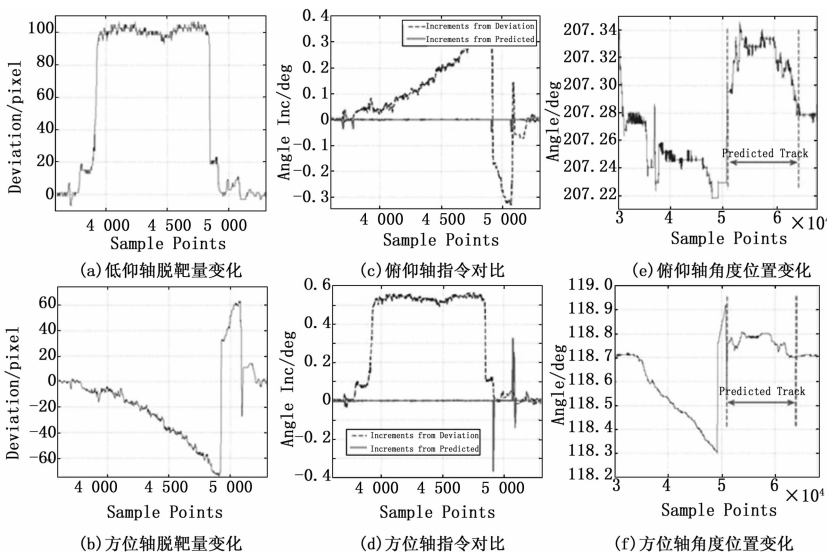 100
80
60
40
20
0
Deviation/pixel
4 000 4 500 5 000
Sample Points
(a)低仰轴脱靶量变化
0.4
0.3
0.2
0.1
0
-0.1
-0.2
-0.3
Angle Inc/deg
Increments from Deviation
Increments from Predicted
4 000 4 500 5 000
Sample Points
(c)俯仰轴指令对比
207.34
207.32
207.30
207.28
207.26
207.24
207.22
Angle/deg
Predicted Track
3 4 5 6 ×10
Sample Points
(e)俯仰轴角度位置变化
60
40
20
0
-20
-40
-60
Deviation/pixel
4 000 4 500 5 000
Sample Points
(b)方位轴脱靶量变化
0.6
0.4
0.2
0
-0.2
-0.4
Angle Inc/deg
Increments from Deviation
Increments from Predicted
4 000 4 500 5 000
Sample Points
(d)方位轴指令对比
119.0
118.9
118.8
118.7
118.6
118.5
118.4
118.3
118.2
Angle/deg
Predicted Track
3 4 5 6 7
×10⁴
Sample Points
(f)方位轴角度位置变化